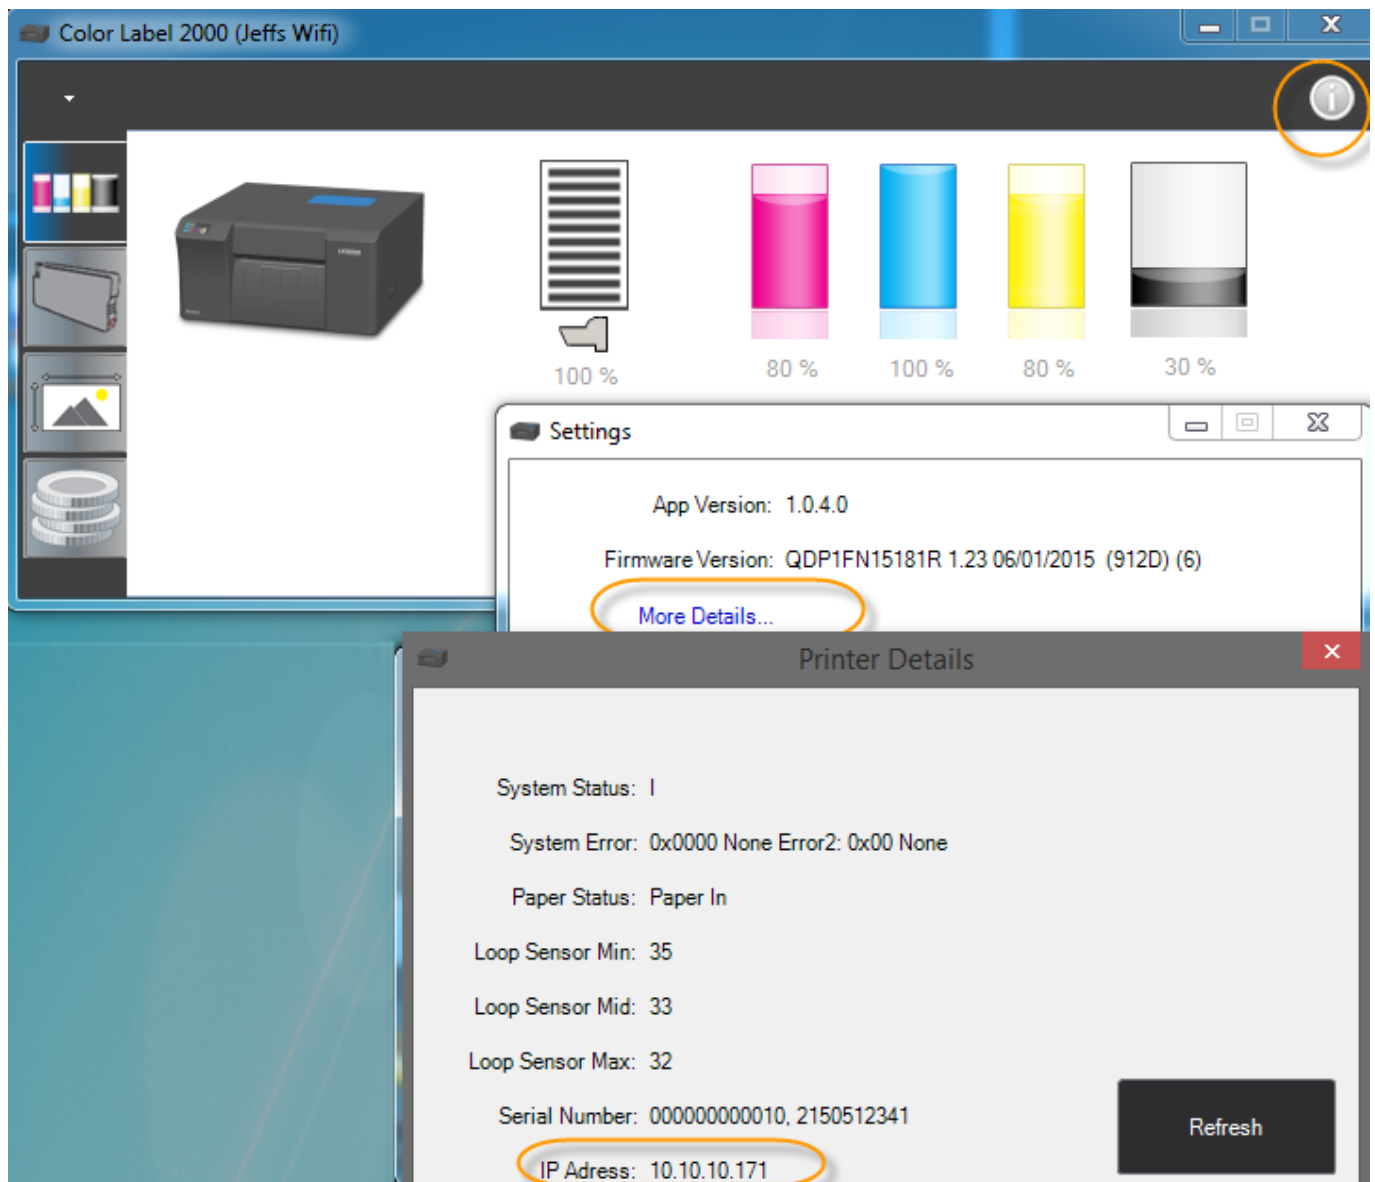 Color Label 2000 (Jeffs Wifi)
100 %
80 %
100 %
80 %
30 %
Settings
App Version: 1.0.4.0
Firmware Version: QDP1FN15181R 1.23 06/01/2015 (912D) (6)
More Details...
Printer Details
System Status: I
System Error: 0x0000 None Error2: 0x00 None
Paper Status: Paper In
Loop Sensor Min: 35
Loop Sensor Mid: 33
Loop Sensor Max: 32
Serial Number: 000000000010, 2150512341
Refresh
IP Adress: 10.10.10.171